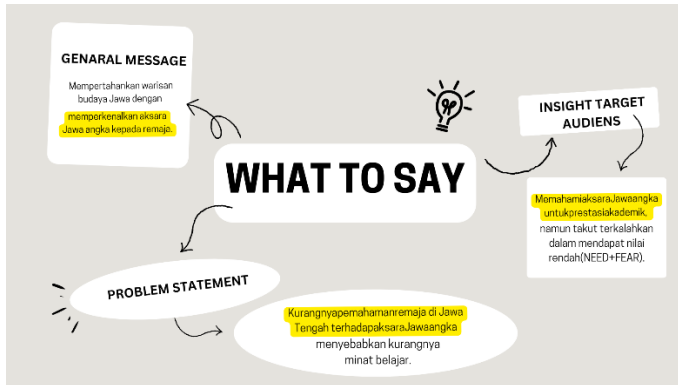 GENARAL MESSAGE
Mempertahankan warisan
budaya Jawa dengan
memperkenalkan aksara
Jawa angka kepada remaja.
INSIGHT TARGET
AUDIENS
WHAT TO SAY
MemahamiaksaraJawaangka
untukprestasiakademik,
namun takut terkalahkan
dalam mendapat nilai
rendah(NEED+FEAR).
PROBLEM STATEMENT
Kurangnyapemahamanremaja di Jawa
Tengah terhadapaksaraJawaangka
menyebabkan kurangnya
minat belajar.